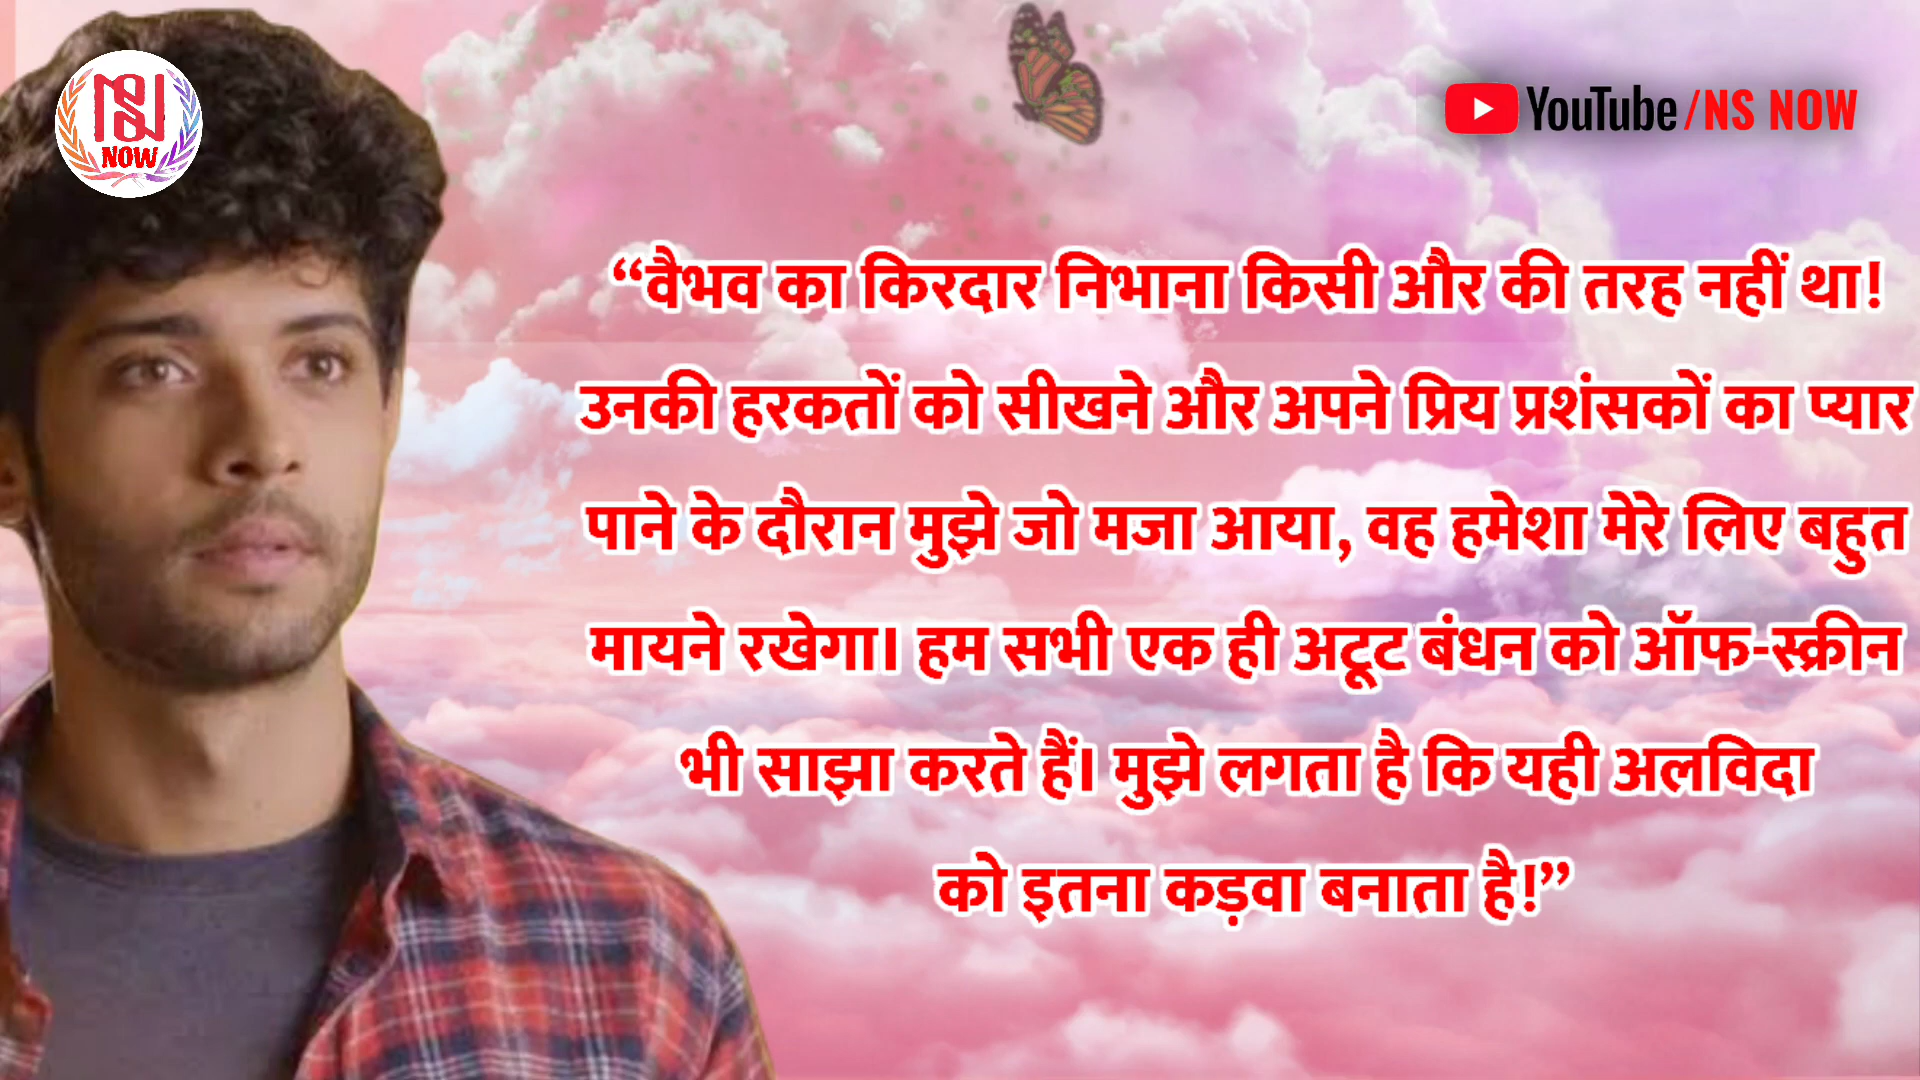 NOW
YouTube /NS NOW
“वैभव का किरदार निभाना किसी और की तरह नहीं था!
उनकी हरकतों को सीखने और अपने प्रिय प्रशंसकों का प्यार
पाने के दौरान मुझे जो मजा आया, वह हमेशा मेरे लिए बहुत
मायने रखेगा। हम सभी एक ही अटूट बंधन को ऑफ-स्क्रीन
भी साझा करते हैं। मुझे लगता है कि यही अलविदा
को इतना कड़वा बनाता है!”